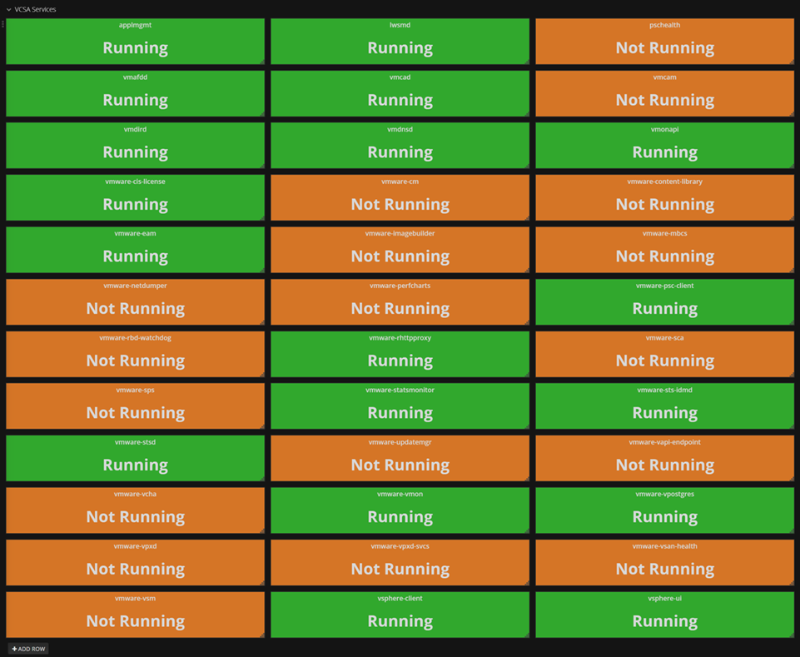 VCSA Services
applmgmt
Running
lwsmd
Running
pschealth
Not Running
vmafdd
Running
vmcad
Running
vmcam
Not Running
vmdird
Running
vmdnsd
Running
vmonapi
Running
vmware-cis-license
Running
vmware-cm
Not Running
vmware-content-library
Not Running
vmware-eam
Running
vmware-imagebuilder
Not Running
vmware-mbcs
Not Running
vmware-netdumper
Not Running
vmware-perfcharts
Not Running
vmware-psc-client
Running
vmware-rbd-watchdog
Not Running
vmware-rhttpproxy
Running
vmware-sca
Not Running
vmware-sps
Not Running
vmware-statsmonitor
Running
vmware-sts-idmd
Running
vmware-stsd
Running
vmware-updatemgr
Not Running
vmware-vapi-endpoint
Not Running
vmware-vcha
Not Running
vmware-vmon
Running
vmware-vpostgres
Running
vmware-vpxd
Not Running
vmware-vpxd-svcs
Not Running
vmware-vsan-health
Not Running
vmware-vsm
Not Running
vsphere-client
Running
vsphere-ui
Running
+ ADD ROW